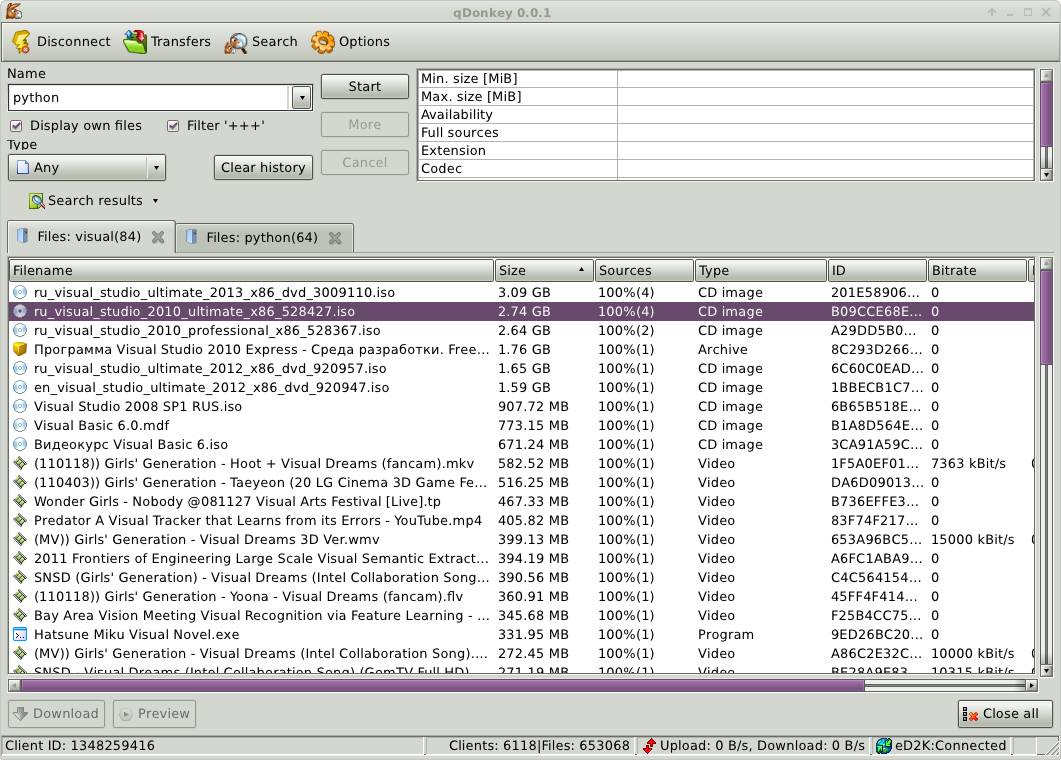 qDonkey 0.0.1
Disconnect Transfers Search Options
Name
python
Start
Display own files Filter '+++'
More
Type
Any
Clear history
Cancel
Min. size [MiB]
Max. size [MiB]
Availability
Full sources
Extension
Codec
Search results
Files: visual(84) Files: python(64)
Filename Size Sources Type ID Bitrate
ru_visual_studio_ultimate_2013_x86_dvd_3009110.iso 3.09 GB 100%(4) CD image 201E58906... 0
ru_visual_studio_2010_ultimate_x86_528427.iso 2.74 GB 100%(4) CD image B09CCE68E... 0
ru_visual_studio_2010_professional_x86_528367.iso 2.64 GB 100%(2) CD image A29DD5B0... 0
Программа Visual Studio 2010 Express - Среда разработки. Free... 1.76 GB 100%(1) Archive 8C293D266... 0
ru_visual_studio_ultimate_2012_x86_dvd_920957.iso 1.65 GB 100%(1) CD image 6C60C0EAD... 0
en_visual_studio_ultimate_2012_x86_dvd_920947.iso 1.59 GB 100%(1) CD image 1BBECB1C7... 0
Visual Studio 2008 SP1 RUS.iso 907.72 MB 100%(1) CD image 6B65B518E... 0
Visual Basic 6.0.mdf 773.15 MB 100%(1) CD image B1A8D564E... 0
Видеокурс Visual Basic 6.iso 671.24 MB 100%(1) CD image 3CA91A59C... 0
(110118)) Girls' Generation - Hoot + Visual Dreams (fancam).mkv 582.52 MB 100%(1) Video 1F5A0EF01... 7363 kBit/s
(110403)) Girls' Generation - Taeyeon (20 LG Cinema 3D Game Fe... 516.25 MB 100%(1) Video DA6D09013... 0
Wonder Girls - Nobody @081127 Visual Arts Festival [Live].tp 467.33 MB 100%(1) Video B736EFFE3... 0
Predator A Visual Tracker that Learns from its Errors - YouTube.mp4 405.82 MB 100%(1) Video 83F74F217... 0
(MV)) Girls' Generation - Visual Dreams 3D Ver.wmv 399.13 MB 100%(1) Video 653A96BC5... 15000 kBit/s
2011 Frontiers of Engineering Large Scale Visual Semantic Extract... 394.19 MB 100%(1) Video A6FC1ABA9... 0
SNSD (Girls' Generation) - Visual Dreams (Intel Collaboration Song... 390.56 MB 100%(1) Video C4C564154... 0
(110118)) Girls' Generation - Yoona - Visual Dreams (fancam).flv 360.91 MB 100%(1) Video 45FF4F414... 0
Bay Area Vision Meeting Visual Recognition via Feature Learning - ... 345.68 MB 100%(1) Video F25B4CC75... 0
Hatsune Miku Visual Novel.exe 331.95 MB 100%(1) Program 9ED26BC20... 0
(MV)) Girls' Generation - Visual Dreams (Intel Collaboration Song).... 272.45 MB 100%(1) Video A86C2E32C... 10000 kBit/s
SNSD - Visual Dreams (Intel Collaboration Song) (GomTV Full HD) 271.19 MB 100%(1) Video BE28A9E83... 10315 kBit/s
Download Preview Close all
Client ID: 1348259416 Clients: 6118|Files: 653068 Upload: 0 B/s, Download: 0 B/s eD2K:Connected